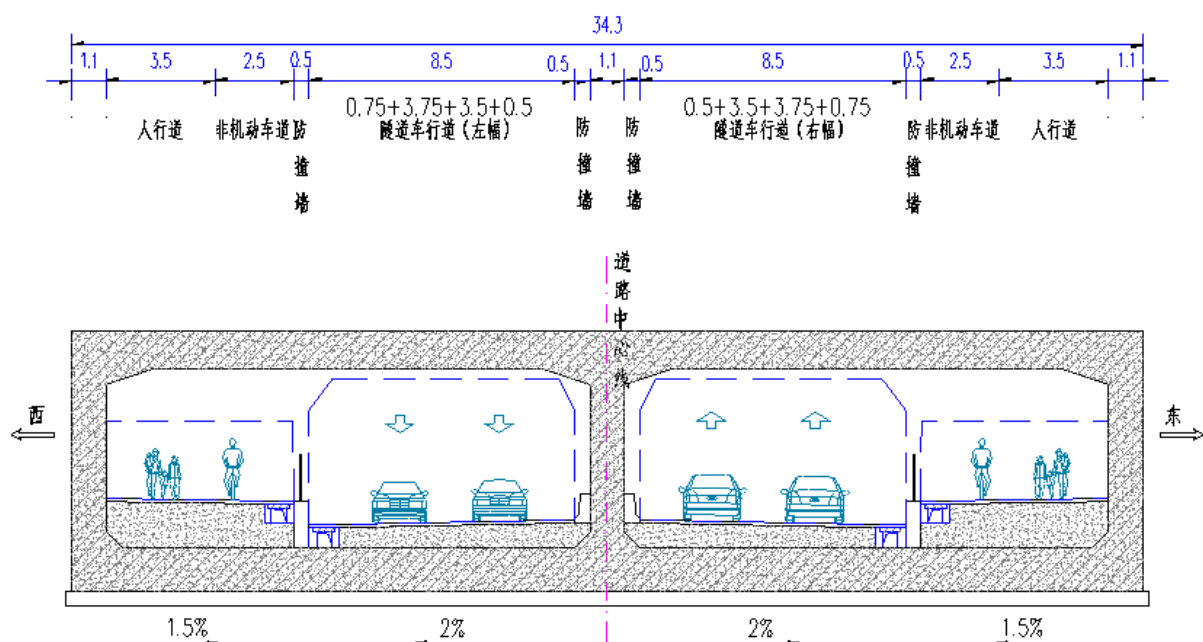 34.3
1.1 3.5 2.5 0.5 8.5 0.5 1.1 0.5 8.5 0.5 2.5 3.5 1.1
0.75+3.75+3.5+0.5 0.5+3.5+3.75+0.75
人行道 非机动车道 防撞墙 隧道车行道(左幅) 防撞墙 防撞墙 隧道车行道(右幅) 防撞墙 非机动车道 人行道
道路中心线
西 东
1.5% 2% 2% 1.5%